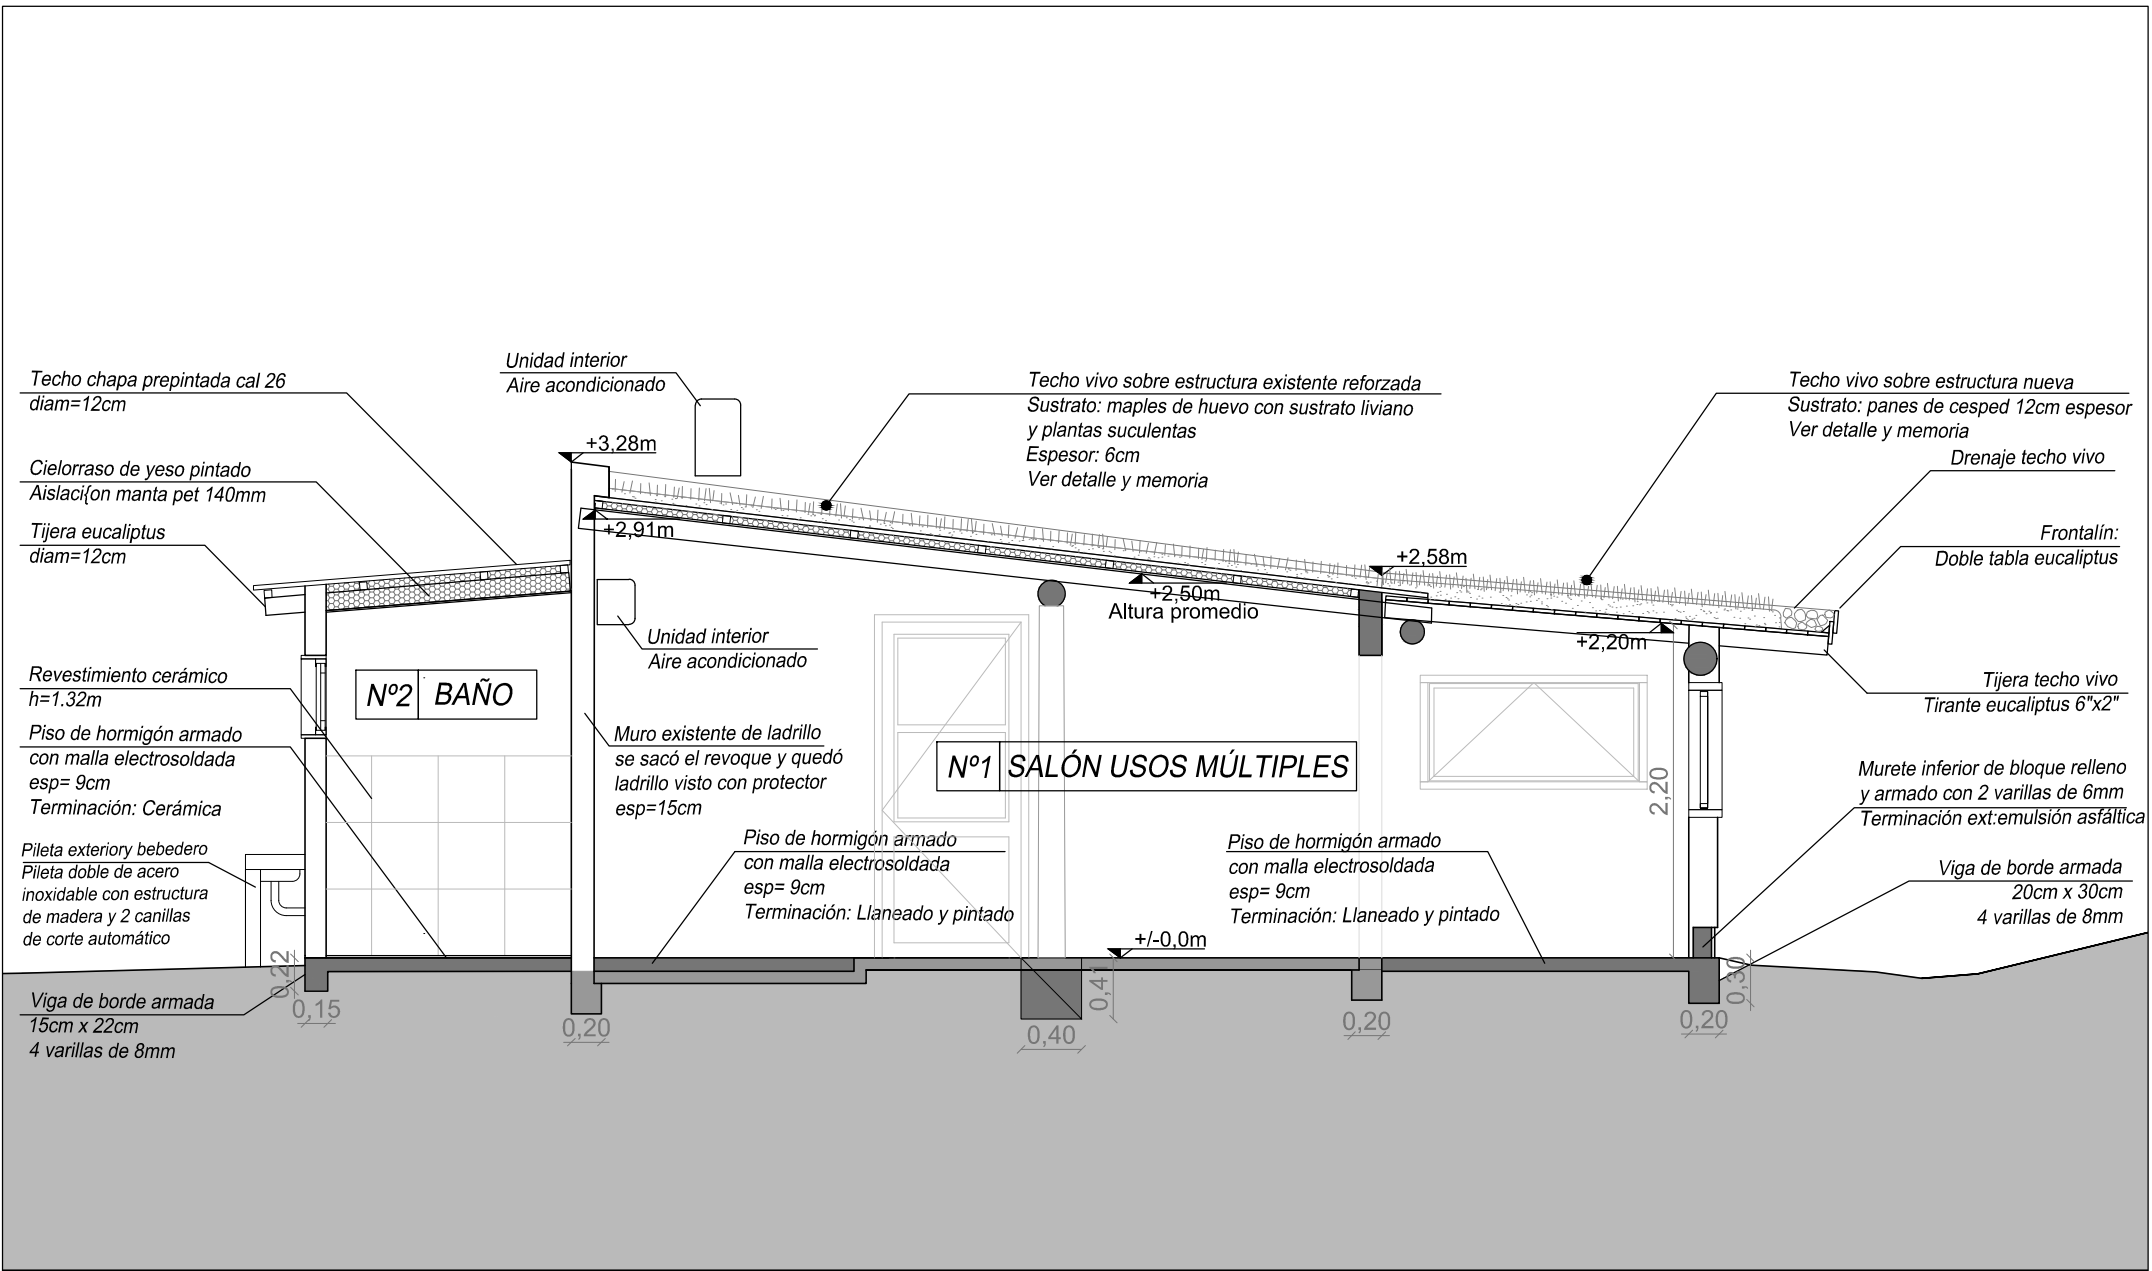 Unidad interior
Aire acondicionado
Techo chapa prepintada cal 26
diam=12cm
Techo vivo sobre estructura existente reforzada
Sustrato: maples de huevo con sustrato liviano
y plantas suculentas
Espesor: 6cm
Ver detalle y memoria
Techo vivo sobre estructura nueva
Sustrato: panes de cesped 12cm espesor
Ver detalle y memoria
Drenaje techo vivo
+3,28m
Cielorraso de yeso pintado
Aislaci{on manta pet 140mm
Tijera eucaliptus
diam=12cm
+2,91m
Frontalín:
Doble tabla eucaliptus
+2,58m
+2,50m
Altura promedio
+2,20m
Unidad interior
Aire acondicionado
Revestimiento cerámico
h=1.32m
Nº2 BAÑO
Tijera techo vivo
Tirante eucaliptus 6"x2"
Piso de hormigón armado
con malla electrosoldada
esp= 9cm
Terminación: Cerámica
Muro existente de ladrillo
se sacó el revoque y quedó
ladrillo visto con protector
esp=15cm
Nº1 SALÓN USOS MÚLTIPLES
2,20
Murete inferior de bloque relleno
y armado con 2 varillas de 6mm
Terminación ext:emulsión asfáltica
Pileta exteriory bebedero
Pileta doble de acero
inoxidable con estructura
de madera y 2 canillas
de corte automático
Piso de hormigón armado
con malla electrosoldada
esp= 9cm
Terminación: Llaneado y pintado
Piso de hormigón armado
con malla electrosoldada
esp= 9cm
Terminación: Llaneado y pintado
Viga de borde armada
20cm x 30cm
4 varillas de 8mm
+/-0,0m
0,22
0,41
0,30
Viga de borde armada
15cm x 22cm
4 varillas de 8mm
0,15
0,20
0,40
0,20
0,20